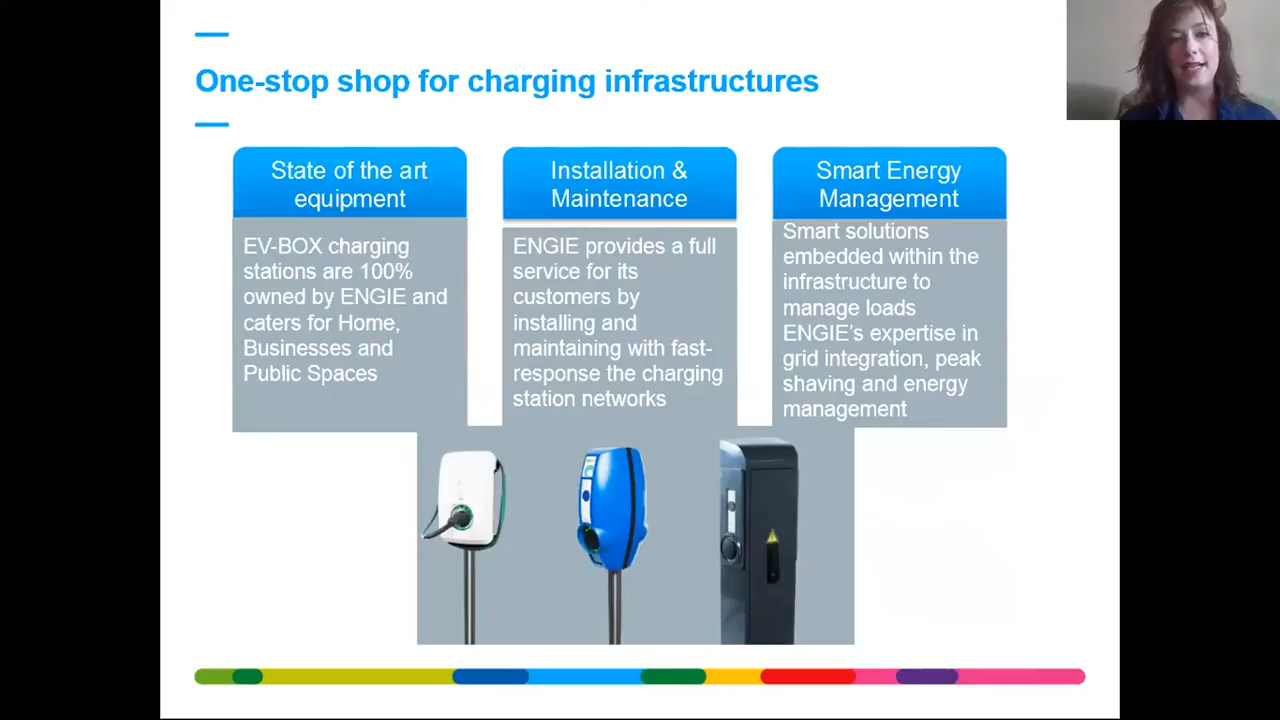 One-stop shop for charging infrastructures
State of the art
equipment
EV-BOX charging
stations are 100%
owned by ENGIE and
caters for Home,
Businesses and
Public Spaces
Installation &
Maintenance
ENGIE provides a full
service for its
customers by
installing and
maintaining with fast-
response the charging
station networks
Smart Energy
Management
Smart solutions
embedded within the
infrastructure to
manage loads
ENGIE's expertise in
grid integration, peak
shaving and energy
management